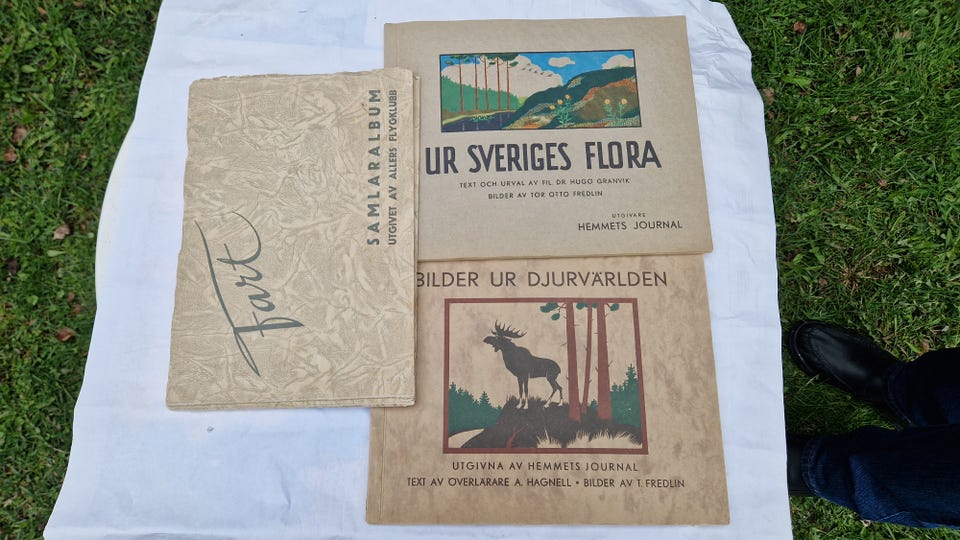 Fart
SAMLARALBUM
UTGIVET AV ALLERS FLYGKLUBB
UR SVERIGES FLORA
TEXT OCH URVAL AV FIL. DR HUGO GRANVIK
BILDER AV TOR OTTO FREDLIN
UTGIVARE
HEMMETS JOURNAL
BILDER UR DJURVÄRLDEN
UTGIVNA AV HEMMETS JOURNAL
TEXT AV ÖVERLÄRARE A. HAGNELL • BILDER AV T. FREDLIN